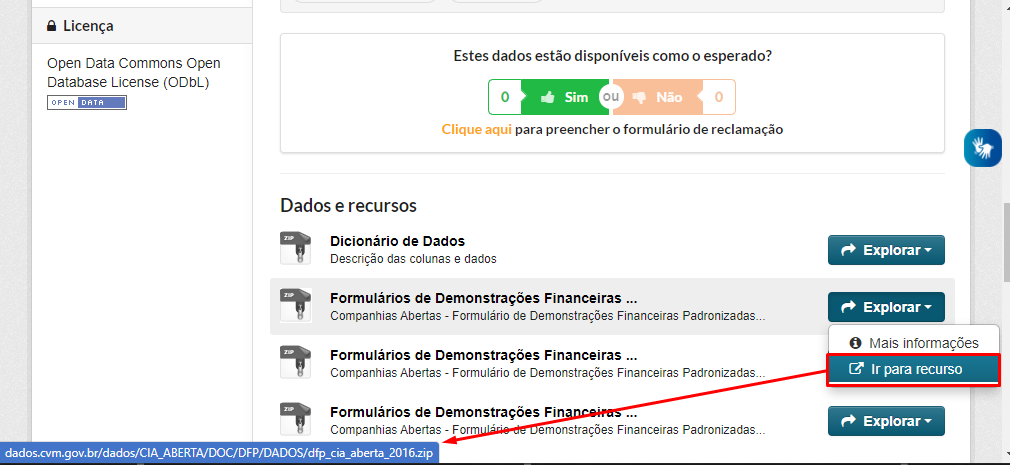 Licença
Open Data Commons Open
Database License (ODbL)
OPEN DATA
Estes dados estão disponíveis como o esperado?
0 Sim ou Não 0
Clique aqui para preencher o formulário de reclamação
Dados e recursos
ZIP
Dicionário de Dados
Descrição das colunas e dados
Explorar
ZIP
Formulários de Demonstrações Financeiras ...
Companhias Abertas - Formulário de Demonstrações Financeiras Padronizadas...
Explorar
Mais informações
Ir para recurso
ZIP
Formulários de Demonstrações Financeiras ...
Companhias Abertas - Formulário de Demonstrações Financeiras Padronizadas...
ZIP
Formulários de Demonstrações Financeiras ...
Companhias Abertas - Formulário de Demonstrações Financeiras Padronizadas...
Explorar
dados.cvm.gov.br/dados/CIA_ABERTA/DOC/DFP/DADOS/dfp_cia_aberta_2016.zip